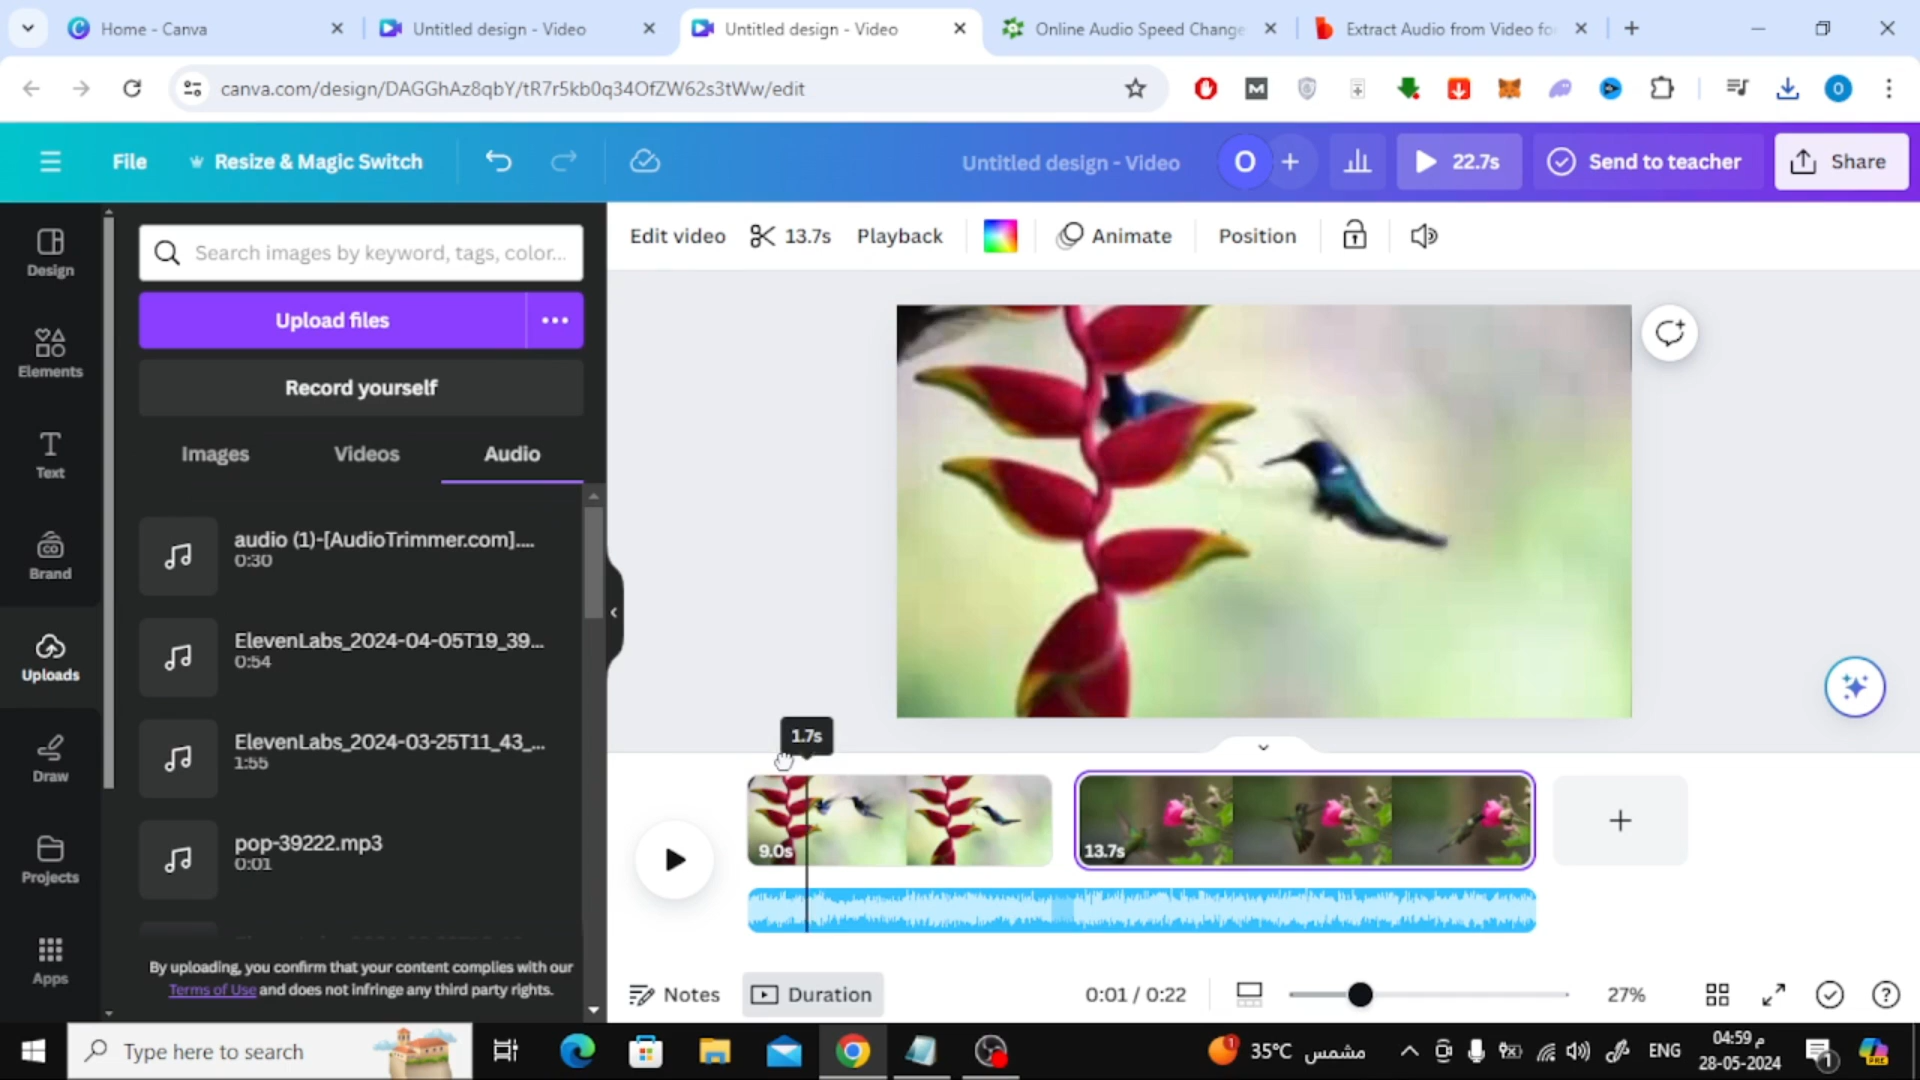 Home - Canva
Untitled design - Video
Untitled design - Video
Online Audio Speed Change
Extract Audio from Video fo
canva.com/design/DAGGhAz8qbY/tR7r5kb0q34OfZW62s3tWw/edit
O
File
Resize & Magic Switch
Untitled design - Video
O
22.7s
Send to teacher
Share
Design
Elements
Text
Brand
Uploads
Draw
Projects
Apps
Search images by keyword, tags, color...
Upload files
Record yourself
Images
Videos
Audio
audio (1)-[AudioTrimmer.com]....
0:30
ElevenLabs_2024-04-05T19_39...
0:54
ElevenLabs_2024-03-25T11_43_...
1:55
pop-39222.mp3
0:01
By uploading, you confirm that your content complies with our
Terms of Use and does not infringe any third party rights.
Edit video
13.7s
Playback
Animate
Position
1.7s
9.0s
13.7s
Notes
Duration
0:01 / 0:22
27%
Type here to search
35°C مشمس
ENG
04:59 م
28-05-2024
1